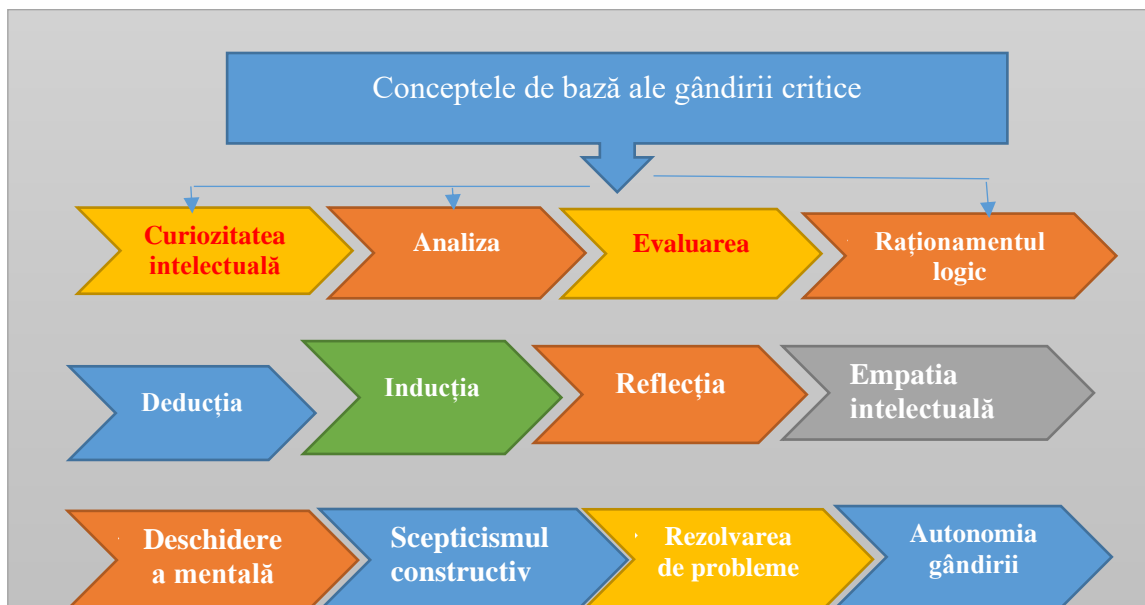 Conceptele de bază ale gândirii critice
Curiozitatea
intelectuală
Analiza
Evaluarea
Raționamentul
logic
Deducția
Inducția
Reflecția
Empatia
intelectuală
Deschidere
a mentală
Scepticismul
constructiv
Rezolvarea
de probleme
Autonomia
gândirii